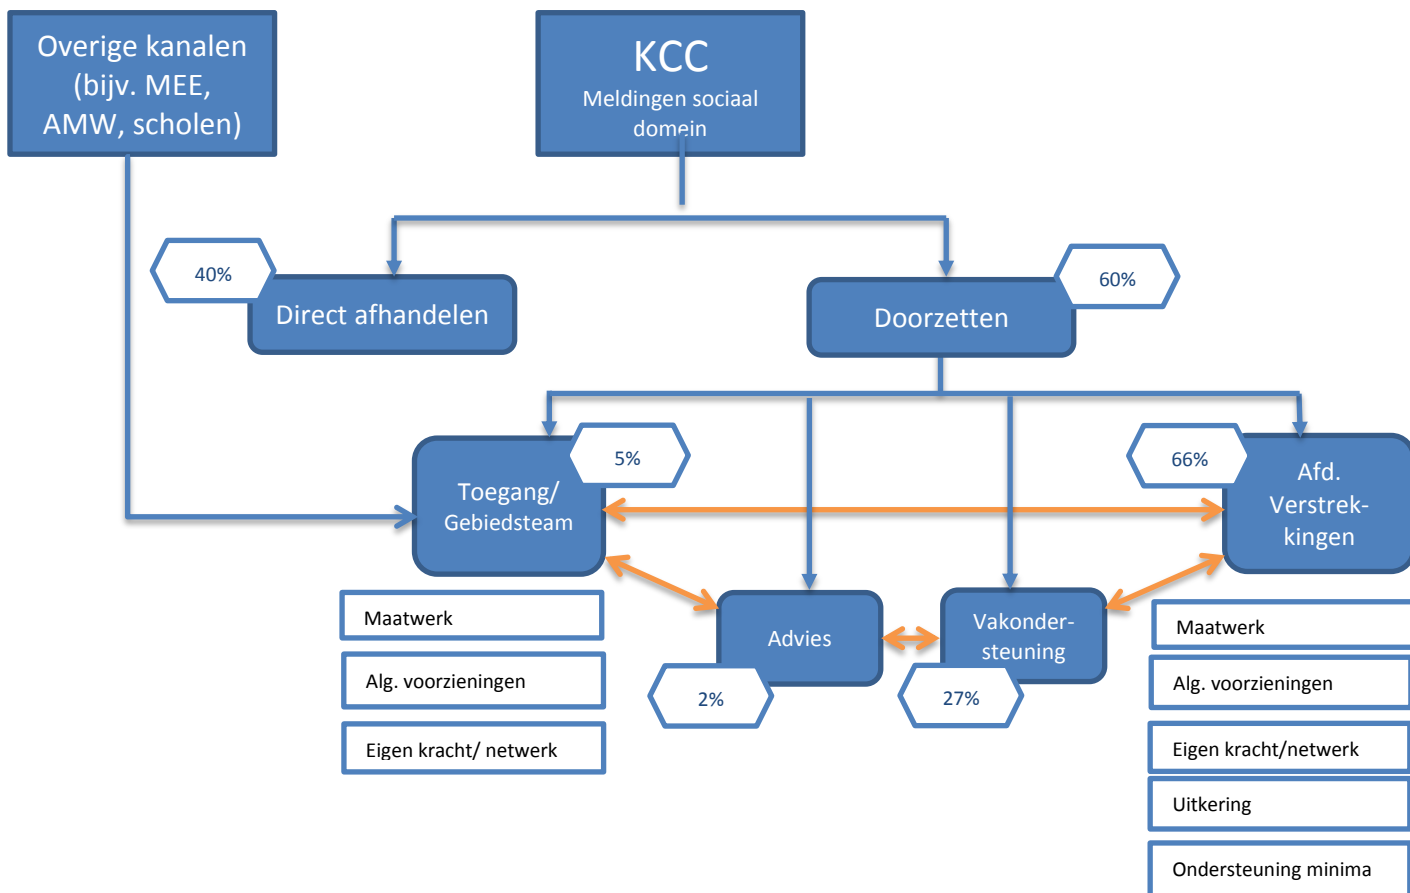 Overige kanalen
(bijv. MEE,
AMW, scholen)
KCC
Meldingen sociaal
domein
40%
Direct afhandelen
60%
Doorzetten
5%
Toegang/
Gebiedsteam
66%
Afd.
Verstrek-
kingen
Advies
2%
Vakonder-
steuning
27%
Maatwerk
Alg. voorzieningen
Eigen kracht/ netwerk
Maatwerk
Alg. voorzieningen
Eigen kracht/netwerk
Uitkering
Ondersteuning minima